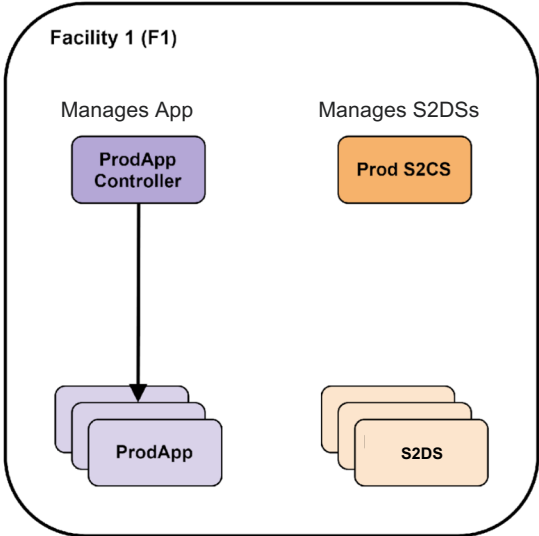 Facility 1 (F1)
Manages App
Manages S2DSs
ProdApp
Controller
Prod S2CS
ProdApp
S2DS